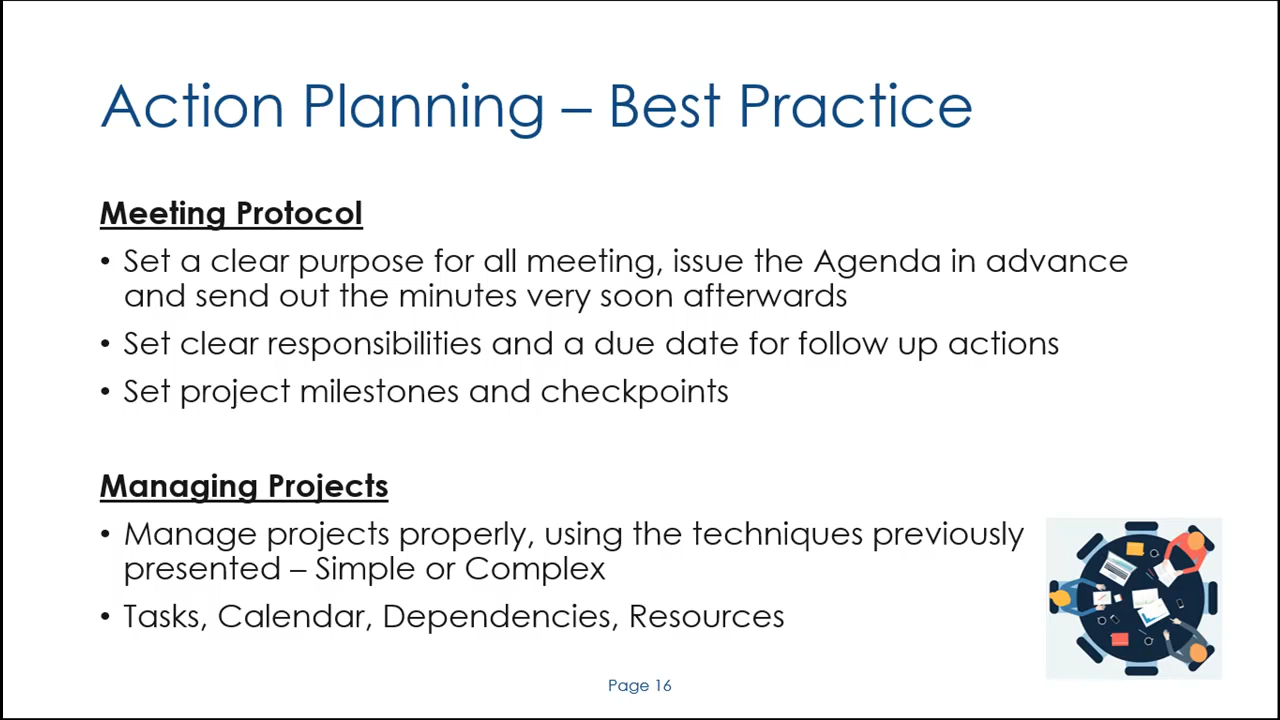 Action Planning – Best Practice
Meeting Protocol
• Set a clear purpose for all meeting, issue the Agenda in advance
and send out the minutes very soon afterwards
• Set clear responsibilities and a due date for follow up actions
• Set project milestones and checkpoints
Managing Projects
• Manage projects properly, using the techniques previously
presented – Simple or Complex
• Tasks, Calendar, Dependencies, Resources
Page 16